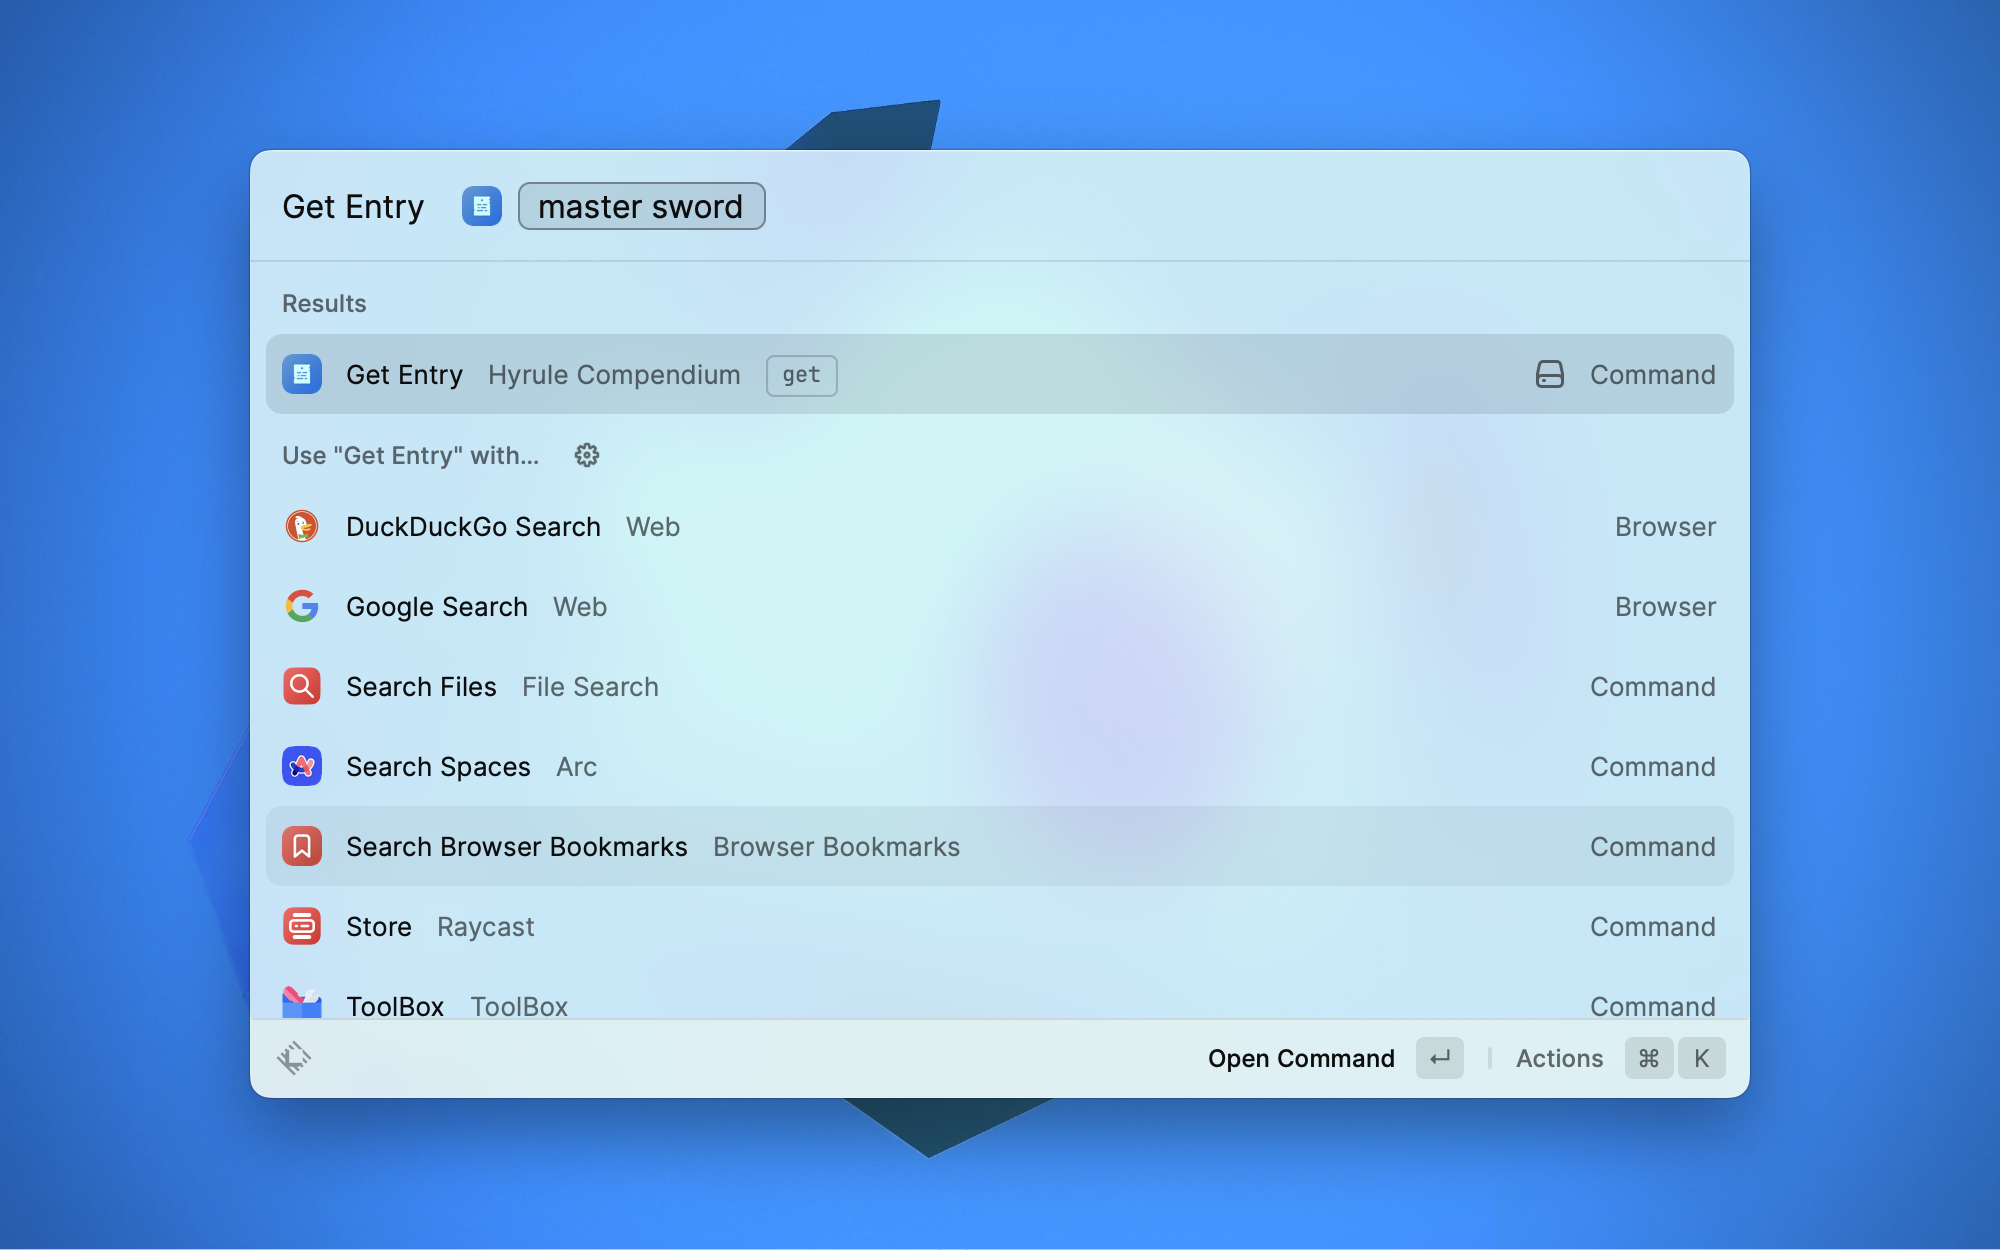 Get Entry master sword
Results
Get Entry Hyrule Compendium get Command
Use "Get Entry" with...
DuckDuckGo Search Web Browser
Google Search Web Browser
Search Files File Search Command
Search Spaces Arc Command
Search Browser Bookmarks Browser Bookmarks Command
Store Raycast Command
ToolBox ToolBox Command
Open Command ↵ Actions ⌘ K